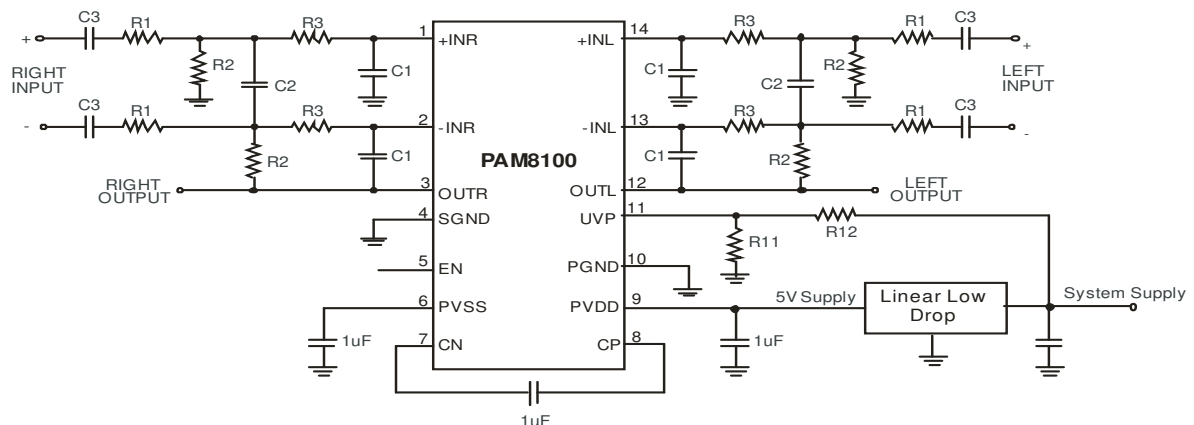 C3 R1 R3 1 +INR +INL 14 R3 R1 C3
+ RIGHT INPUT R2 C2 C1 C1 C2 R2 LEFT INPUT +
C3 R1 R3 2 -INR -INL 13 R3 R1 C3
- R2 C1 PAM8100 C1 R2 -
RIGHT OUTPUT 3 OUTR OUTL 12 LEFT OUTPUT
4 SGND UVP 11 R11 R12
5 EN PGND 10
6 PVSS PVDD 9 5V Supply Linear Low Drop System Supply
1uF 7 CN CP 8 1uF
1uF